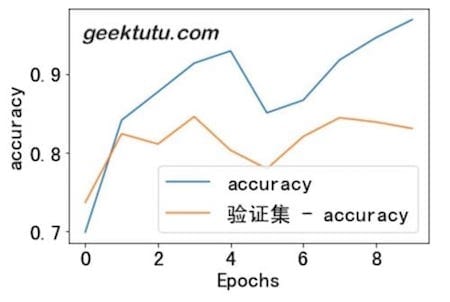 geektutu.com
accuracy
0.9
0.8
0.7
accuracy
验证集 - accuracy
0 2 4 6 8
Epochs